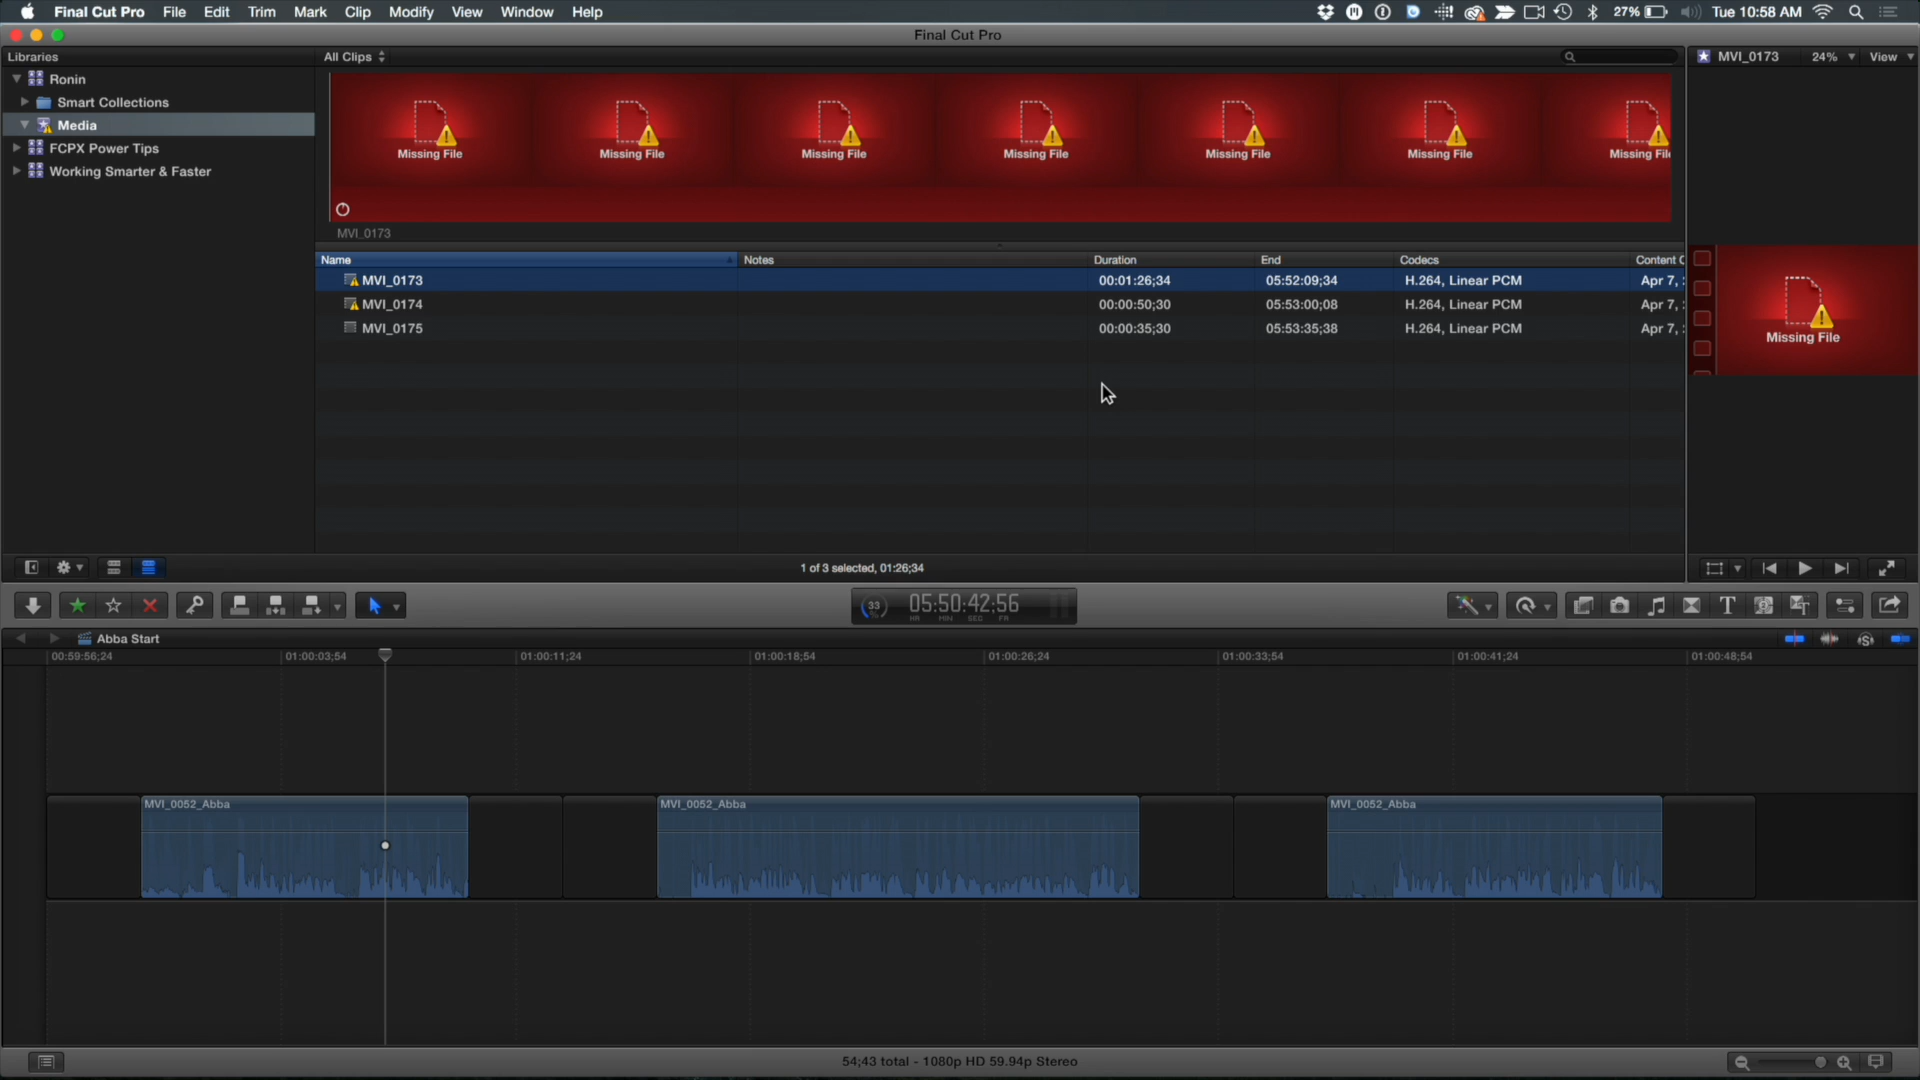 Final Cut Pro File Edit Trim Mark Clip Modify View Window Help 27% Tue 10:58 AM
Final Cut Pro
Libraries
All Clips
MVI_0173 24% View
Ronin
Smart Collections
Media
FCPX Power Tips
Working Smarter & Faster
Missing File Missing File Missing File Missing File Missing File Missing File Missing Fil
MVI_0173
Name Notes Duration End Codecs Content C
MVI_0173 00:01:26;34 05:52:09;34 H.264, Linear PCM Apr 7,
MVI_0174 00:00:50;30 05:53:00;08 H.264, Linear PCM Apr 7,
MVI_0175 00:00:35;30 05:53:35;38 H.264, Linear PCM Apr 7,
Missing File
1 of 3 selected, 01:26;34
33 05:50:42;56
HR MIN SEC FR
Abba Start
00:59:56;24 01:00:03;54 01:00:11;24 01:00:18;54 01:00:26;24 01:00:33;54 01:00:41;24 01:00:48;54
MVI_0052_Abba MVI_0052_Abba MVI_0052_Abba
54;43 total - 1080p HD 59.94p Stereo